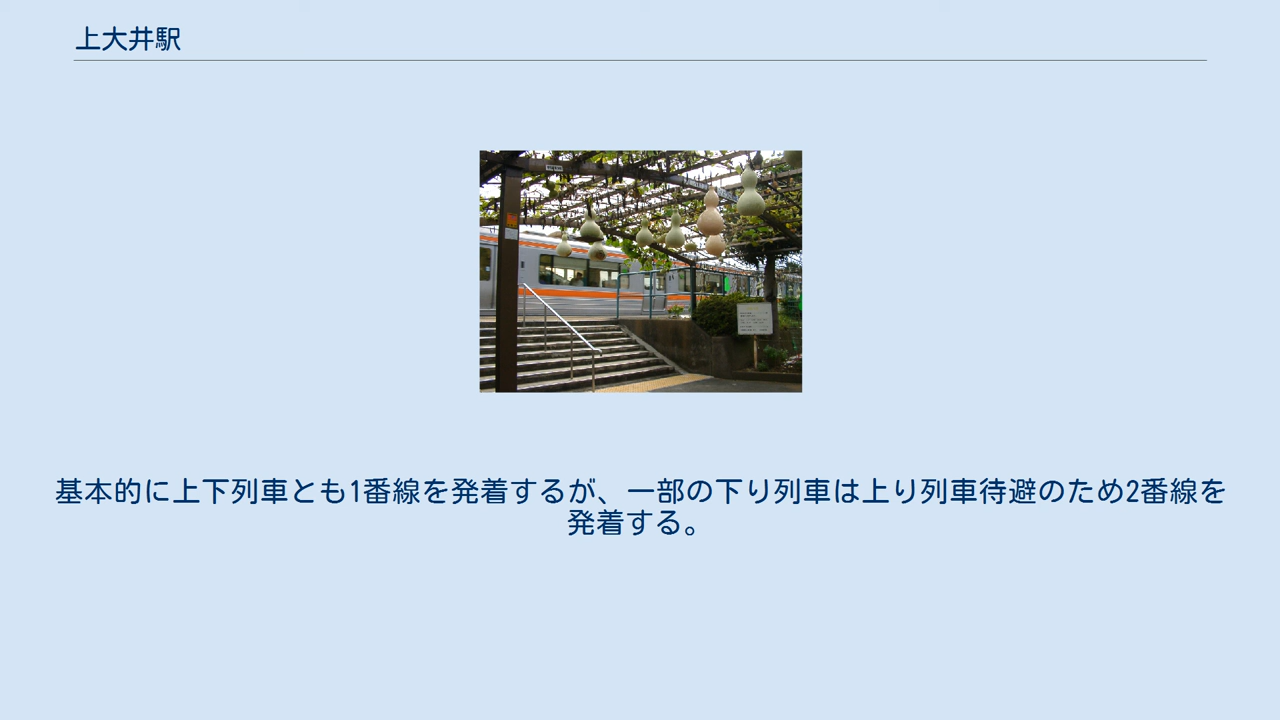 上大井駅
基本的に上下列車とも1番線を発着するが、一部の下り列車は上り列車待避のため2番線を
発着する。